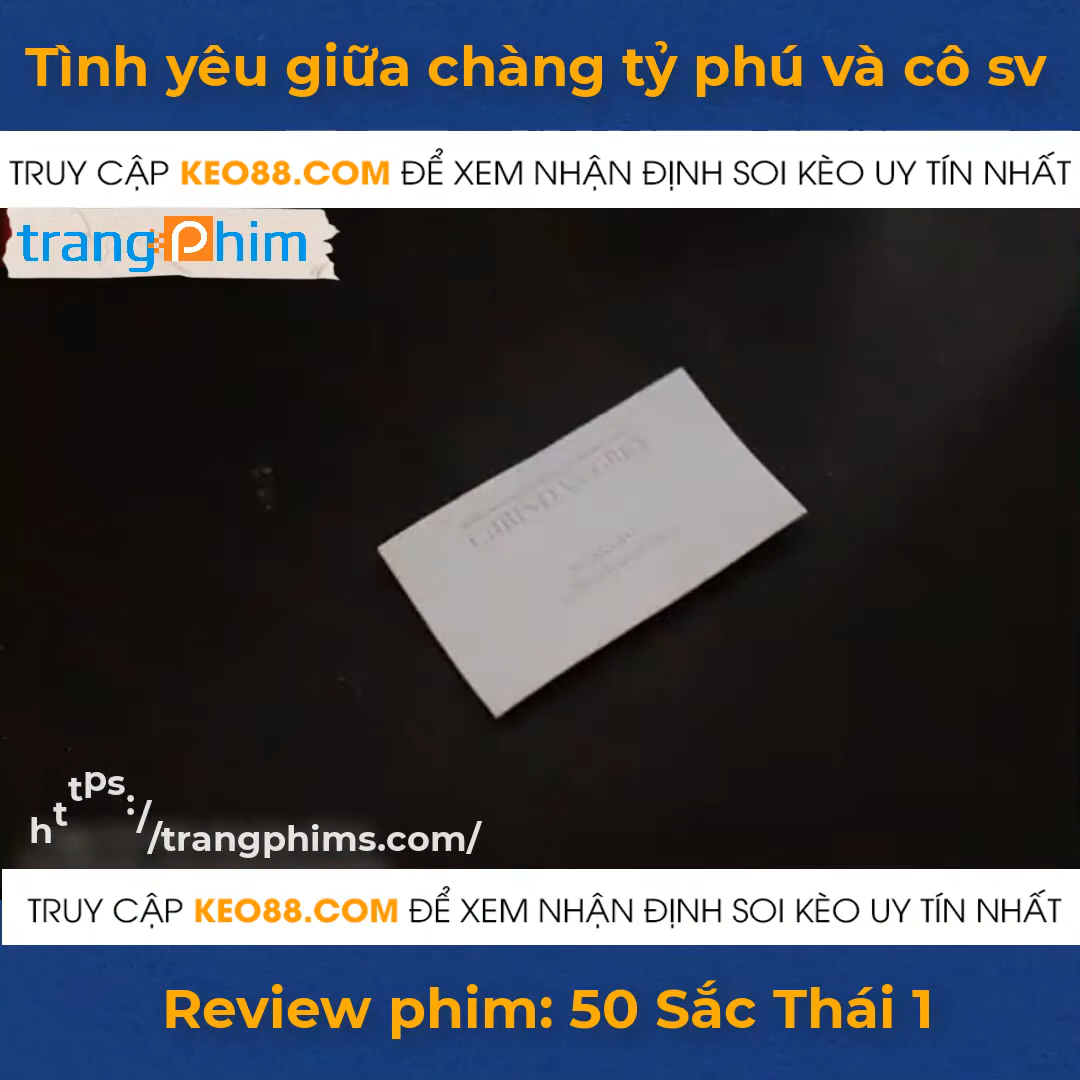 Tình yêu giữa chàng tỷ phú và cô sv
TRUY CẬP KEO88.COM ĐỂ XEM NHẬN ĐỊNH SOI KÈO UY TÍN NHẤT
trangPhim
CHRISTIAN GREY
https://trangphims.com/
TRUY CẬP KEO88.COM ĐỂ XEM NHẬN ĐỊNH SOI KÈO UY TÍN NHẤT
Review phim: 50 Sắc Thái 1